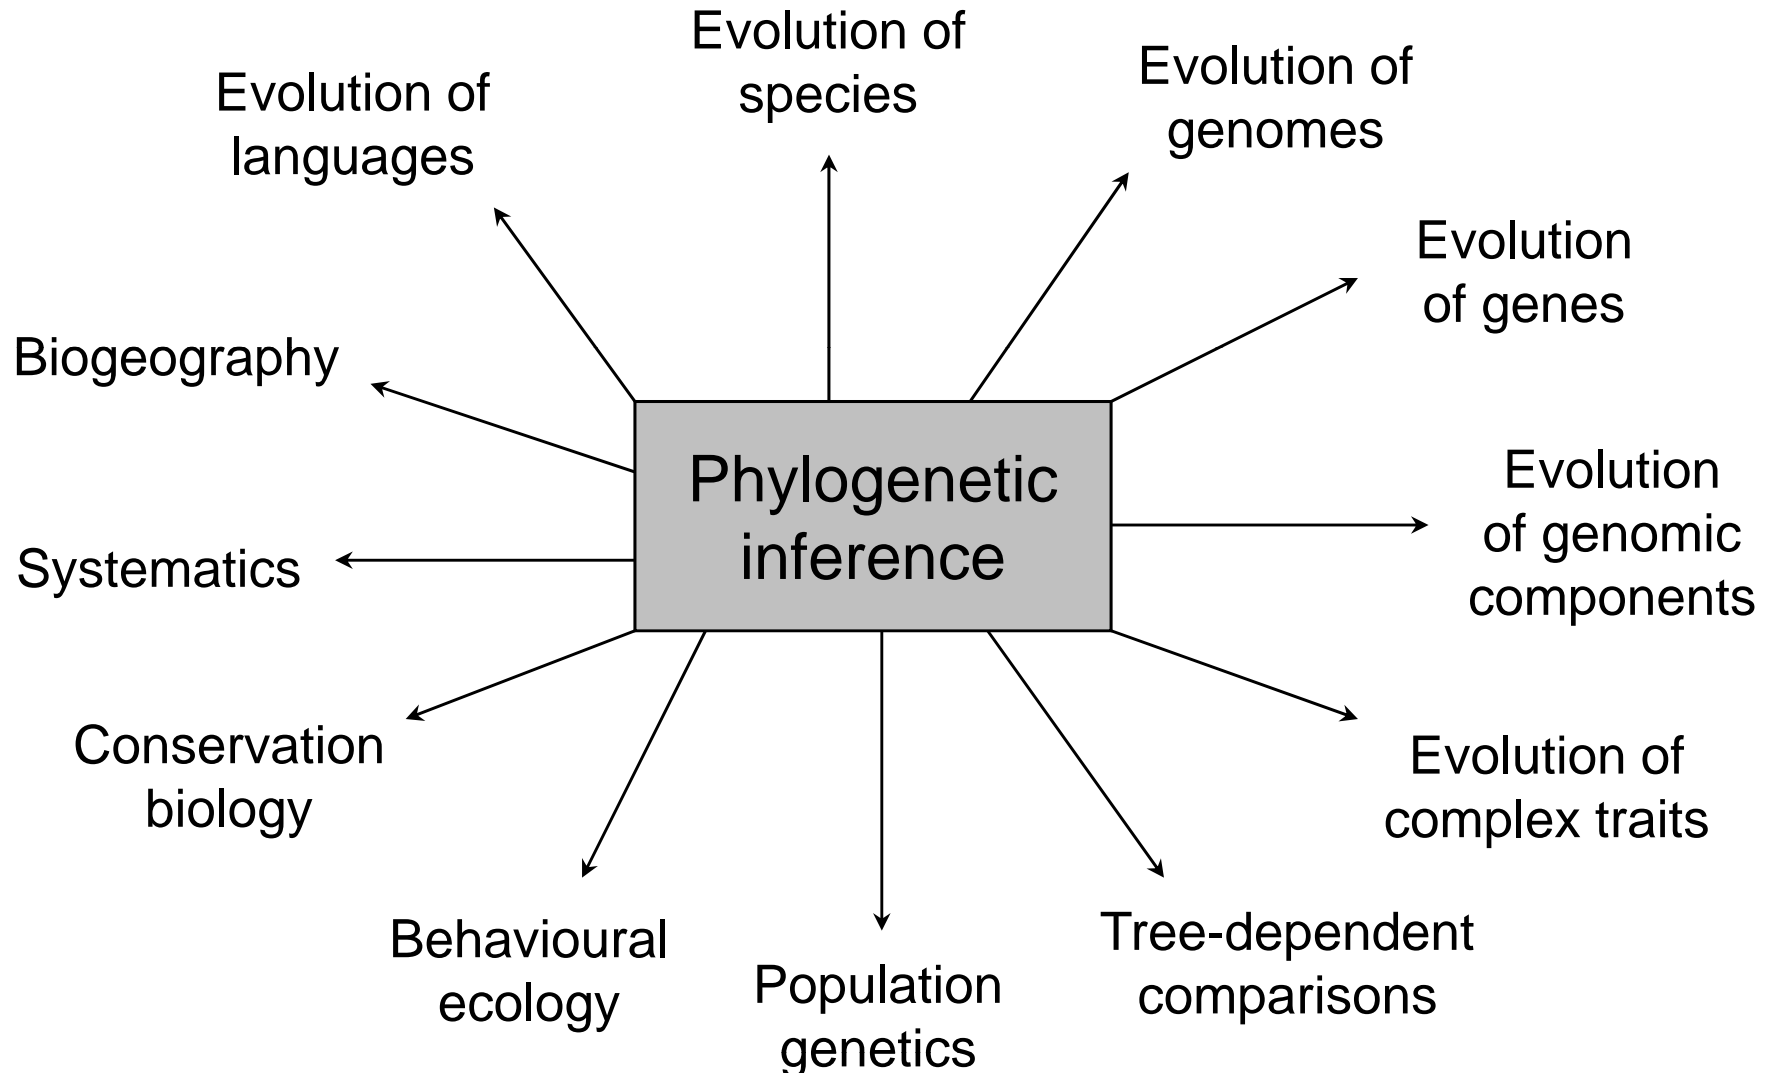 Evolution of
species
Evolution of
genomes
Evolution of
languages
Evolution
of genes
Biogeography
Phylogenetic
inference
Evolution
of genomic
components
Systematics
Conservation
biology
Evolution of
complex traits
Behavioural
ecology
Population
genetics
Tree-dependent
comparisons